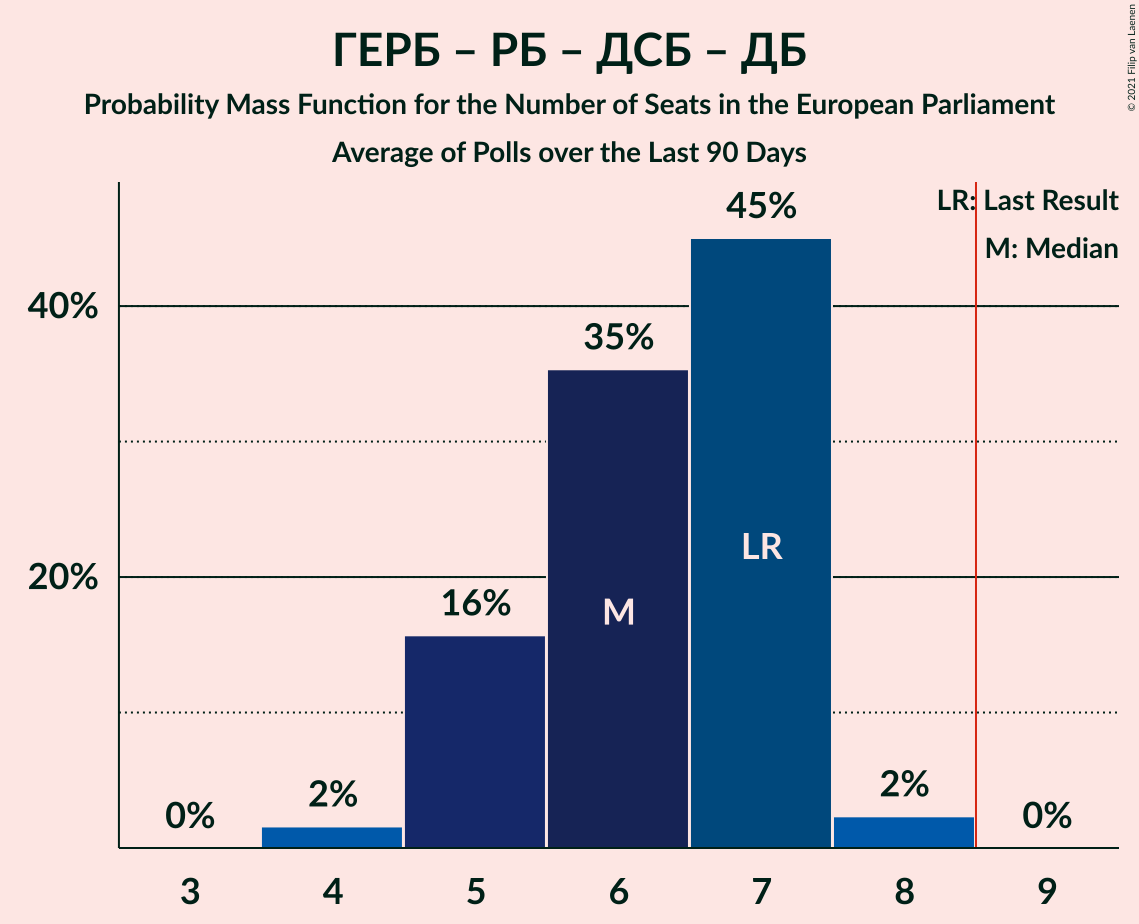 ГЕРБ – РБ – ДСБ – ДБ
Probability Mass Function for the Number of Seats in the European Parliament
Average of Polls over the Last 90 Days
© 2021 Filip van Laenen
LR: Last Result
M: Median
45%
40%
35%
LR
20%
16%
M
2%
2%
0%
0%
3 4 5 6 7 8 9